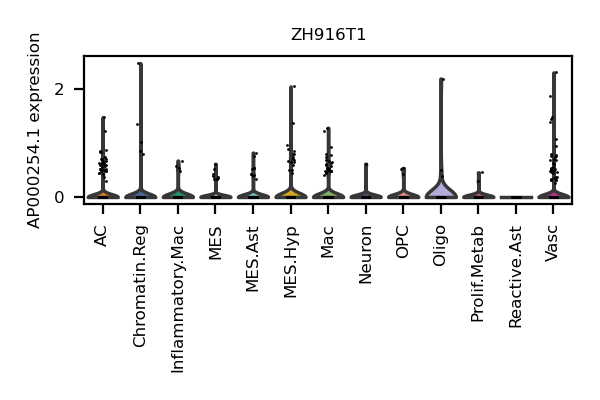 ZH916T1
AP000254.1 expression
2
0
AC
Chromatin.Reg
Inflammatory.Mac
MES
MES.Ast
MES.Hyp
Mac
Neuron
OPC
Oligo
Prolif.Metab
Reactive.Ast
Vasc